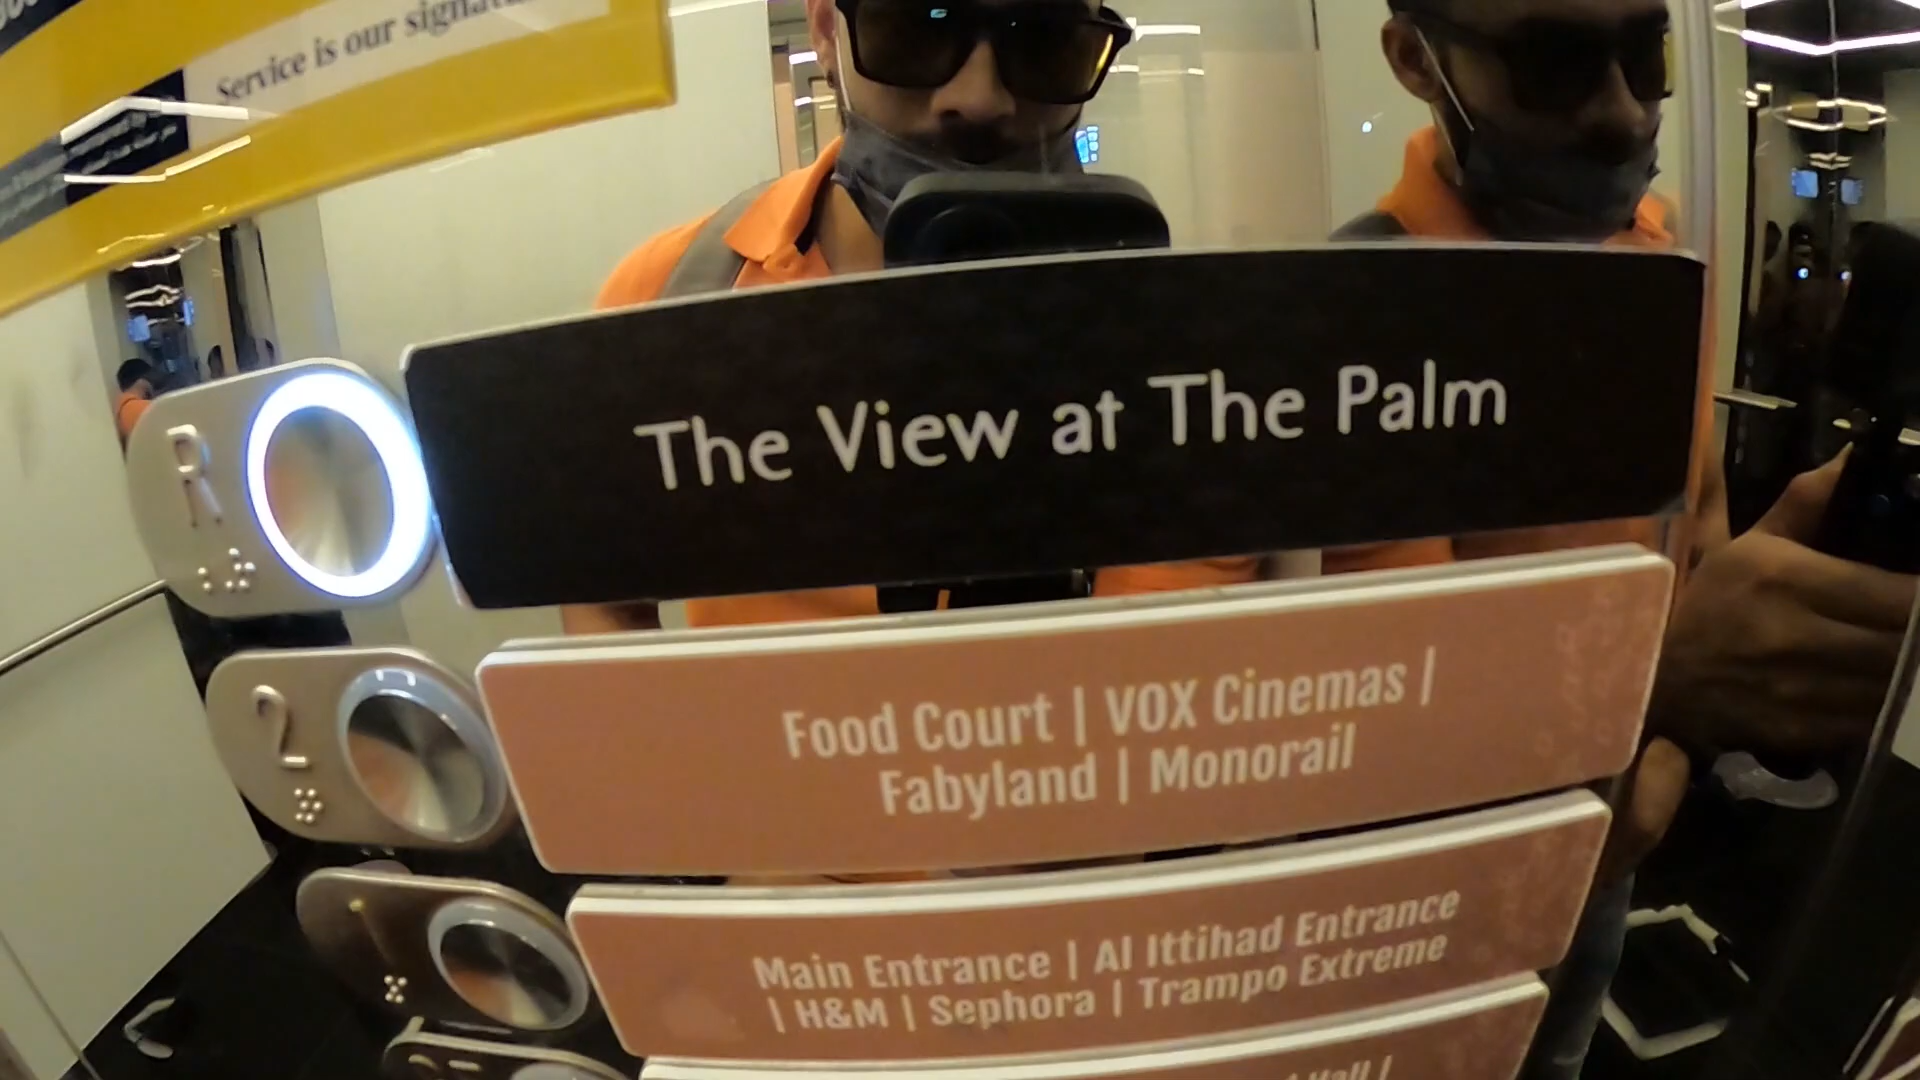 Service is our
R
The View at The Palm
2
Food Court | VOX Cinemas |
Fabyland | Monorail
Main Entrance | Al Ittihad Entrance
| H&M | Sephora | Trampo Extreme